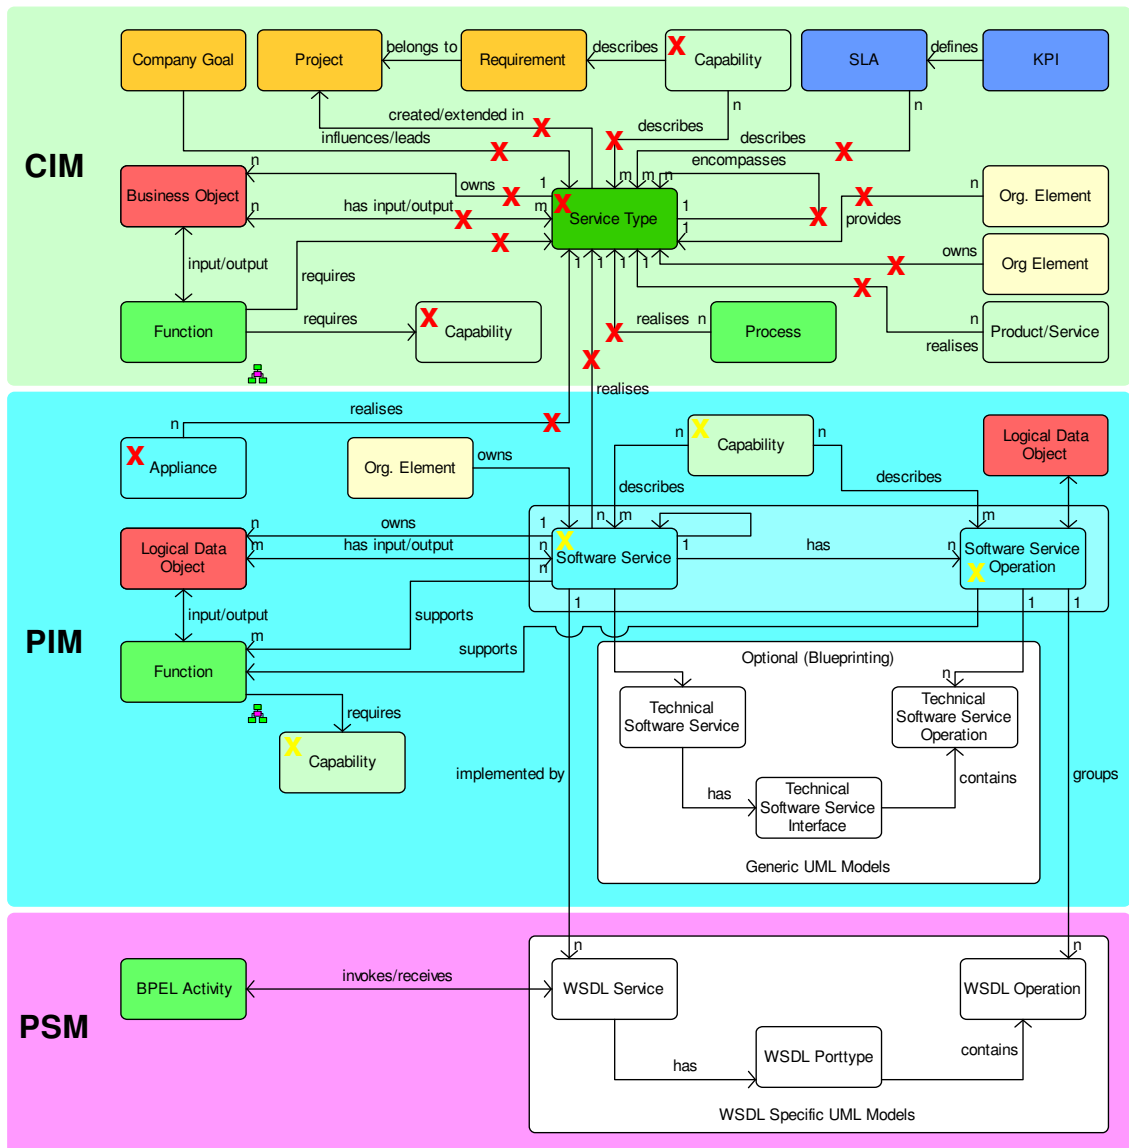 Company Goal
Project
belongs to
Requirement
describes
X
Capability
SLA
defines
KPI
n
n
created/extended in
X
describes
X
influences/leads
X
describes
X
encompasses
CIM
n
Business Object
n
owns
X
1
has input/output
X
m
X
Service Type
m
m
n
1
1
X
X
n
Org. Element
provides
X
input/output
requires
X
owns
Org Element
1
1
1
1
X
Function
requires
X
Capability
X
realises
n
Process
n
Product/Service
realises
X
realises
realises
n
X
X
Appliance
Org. Element
owns
n
X
Capability
n
Logical Data
Object
describes
describes
n
owns
1
n
m
m
Logical Data
Object
m
has input/output
n
n
X
Software Service
1
has
n
Software Service
Operation
X
input/output
1
1
1
PIM
supports
m
Function
supports
Optional (Blueprinting)
n
Technical
Software Service
Technical
Software Service
Operation
requires
X
Capability
implemented by
has
Technical
Software Service
Interface
contains
groups
Generic UML Models
n
n
PSM
BPEL Activity
invokes/receives
WSDL Service
WSDL Operation
has
WSDL Porttype
contains
WSDL Specific UML Models